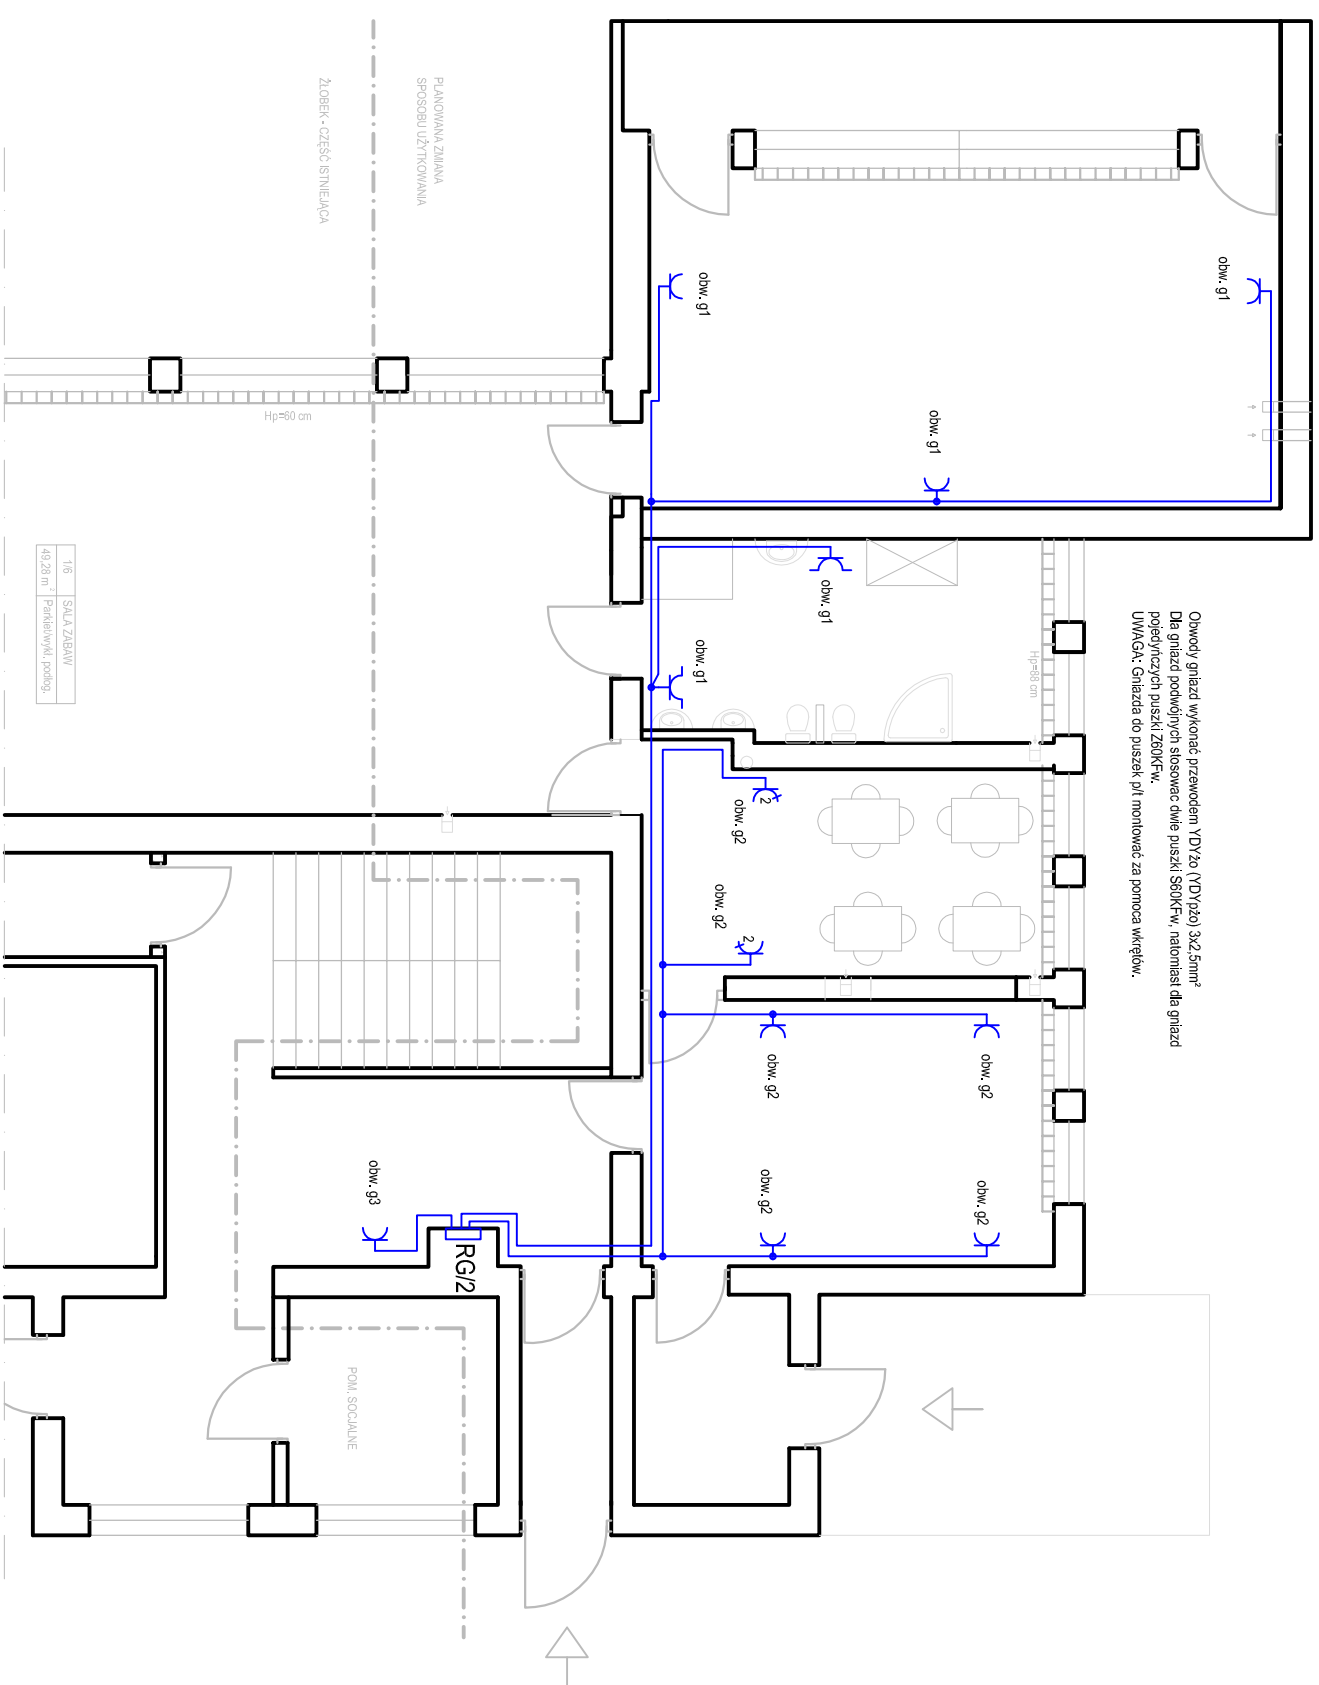 Obwody gniazd wykonać przewodem YDYżo (YDYpżo) 3x2,5mm²
Dla gniazd podwójnych stosować dwie puszki S60KFw, natomiast dla gniazd
pojedyńczych puszki Z60KFw.
UWAGA: Gniazda do puszek p/t montować za pomoca wkrętów.
obw. g1
obw. g1
obw. g1
obw. g1
obw. g1
Hp=88 cm
2
obw. g2
2
obw. g2
obw. g2
obw. g2
obw. g2
obw. g2
obw. g3
RG/2
PLANOWANA ZMIANA
SPOSOBU UŻYTKOWANIA
ŻŁOBEK - CZĘŚĆ ISTNIEJĄCA
Hp=60 cm
1/6 SALA ZABAW
49,28 m² Parkiet/wykł. podłog.
POM. SOCJALNE